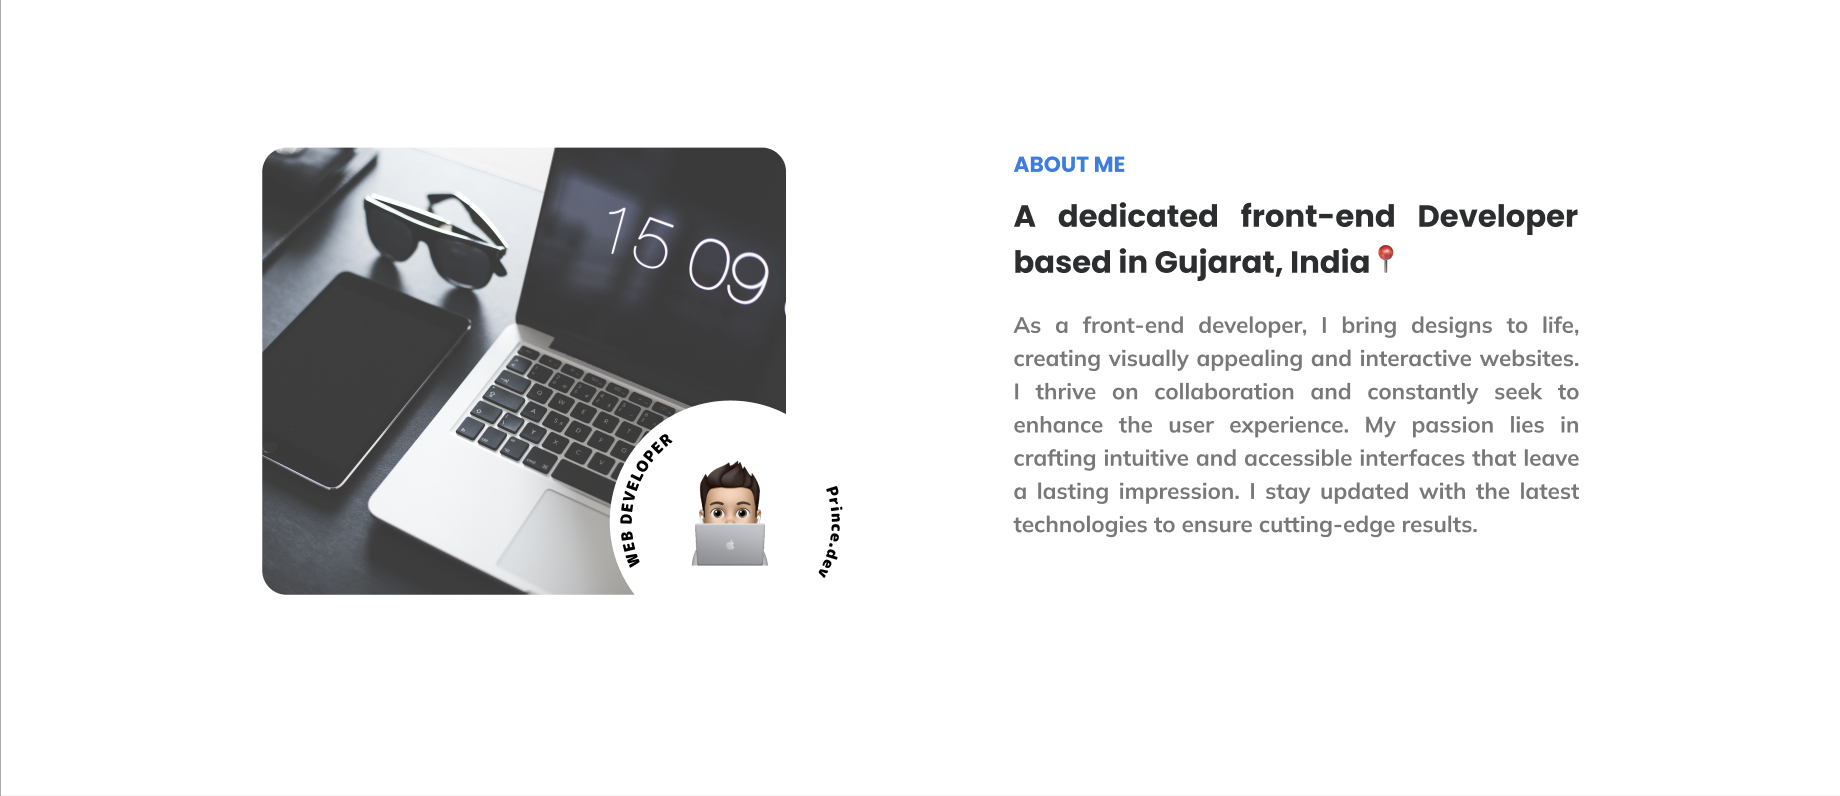 15 09
WEB DEVELOPER
Prince.dev
ABOUT ME
A dedicated front-end Developer
based in Gujarat, India📍
As a front-end developer, I bring designs to life,
creating visually appealing and interactive websites.
I thrive on collaboration and constantly seek to
enhance the user experience. My passion lies in
crafting intuitive and accessible interfaces that leave
a lasting impression. I stay updated with the latest
technologies to ensure cutting-edge results.